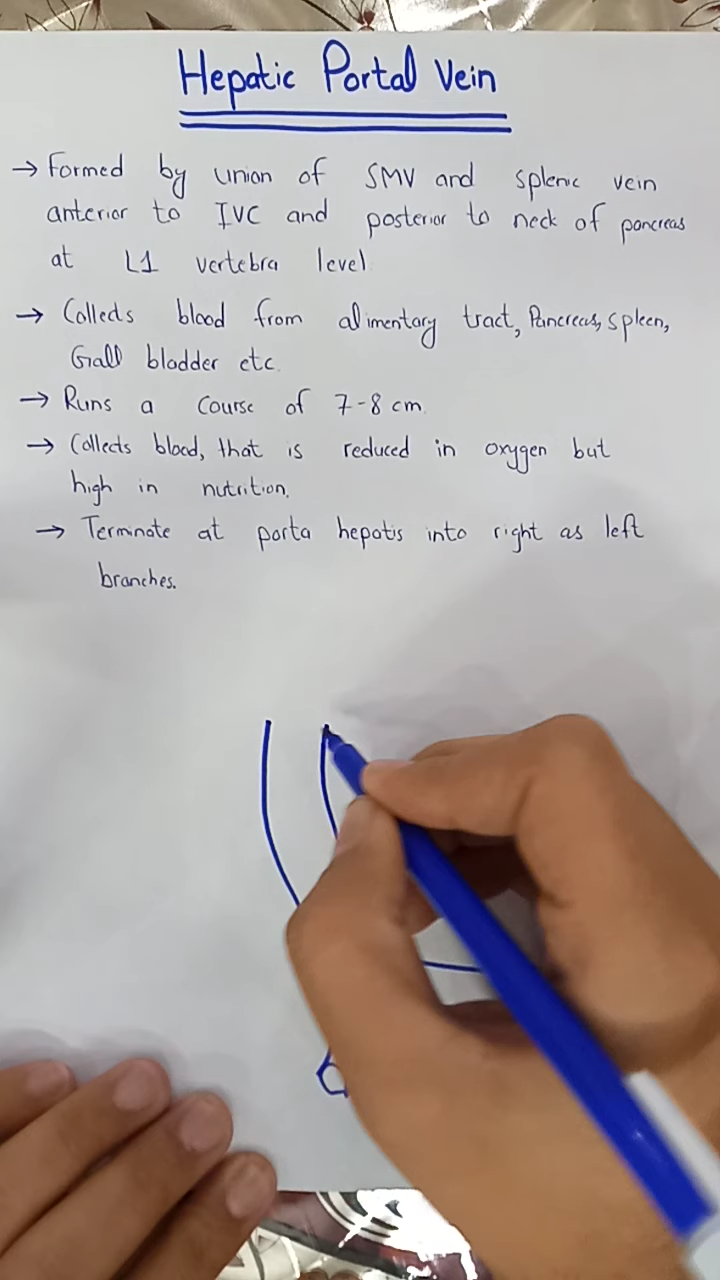 Hepatic Portal Vein
→ Formed by union of SMV and splenic vein
anterior to IVC and posterior to neck of pancreas
at L1 vertebra level
→ Collects blood from alimentary tract, Pancreas, Spleen,
Gall bladder etc.
→ Runs a course of 7-8 cm.
→ Collects blood, that is reduced in oxygen but
high in nutrition.
→ Terminate at porta hepatis into right as left
branches.